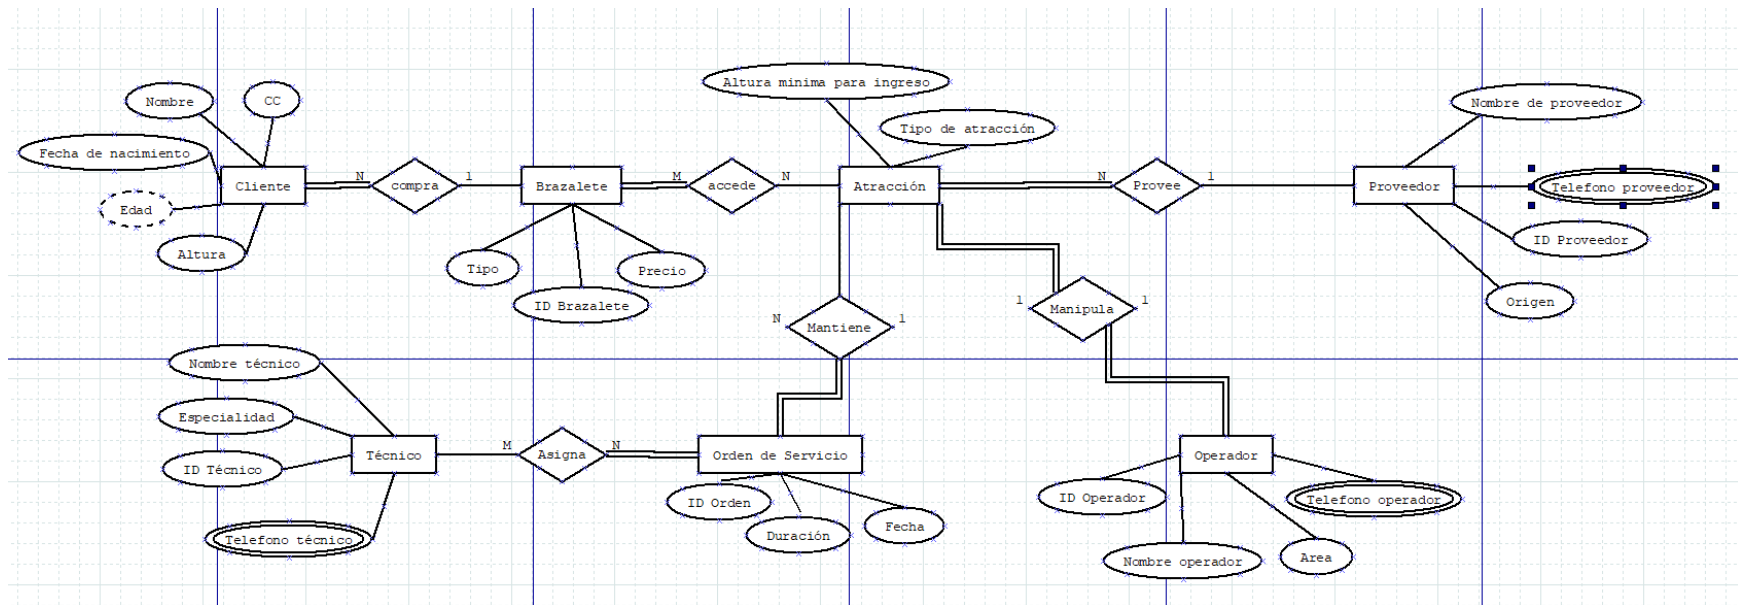 Altura minima para ingreso
Nombre
CC
Nombre de proveedor
Tipo de atracción
Fecha de nacimiento
Cliente
N
compra
1
Brazalete
M
accede
N
Atracción
N
Provee
1
Proveedor
Telefono proveedor
Edad
ID Proveedor
Altura
Tipo
Precio
ID Brazalete
Origen
N
Mantiene
1
1
Manipula
1
Nombre técnico
Especialidad
Técnico
M
Asigna
N
Orden de Servicio
Operador
ID Técnico
ID Orden
ID Operador
Telefono operador
Telefono técnico
Duración
Fecha
Nombre operador
Area